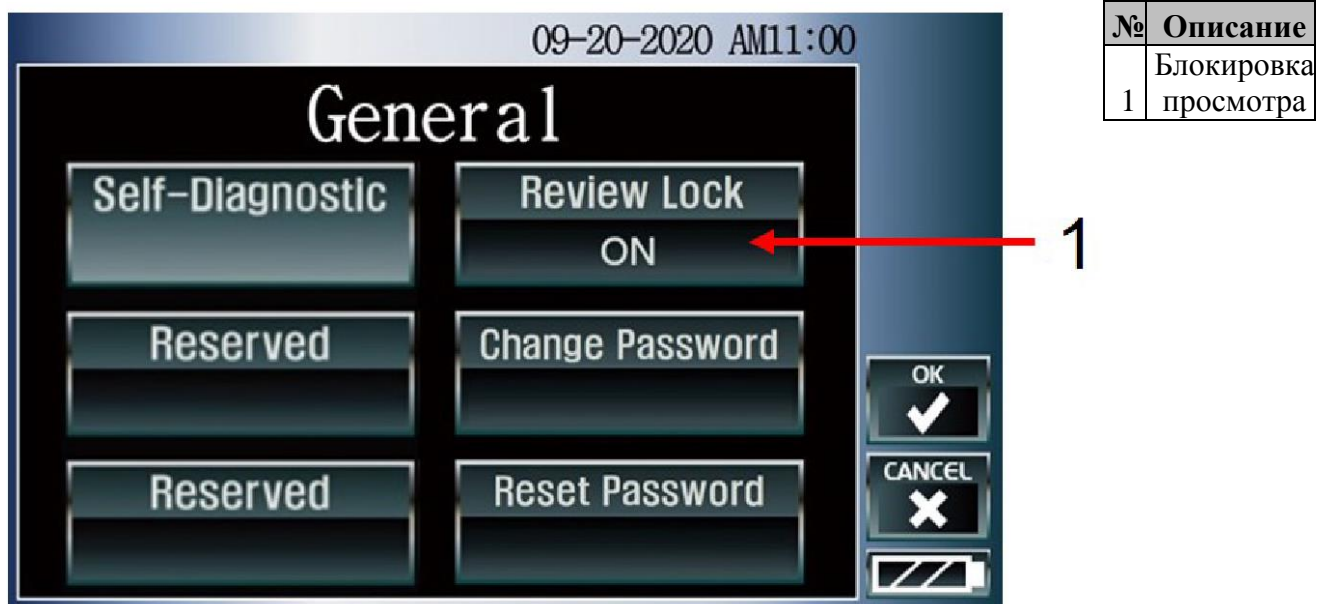 09-20-2020 AM11:00
General
Self-Diagnostic
Review Lock
ON
1
Reserved
Change Password
Reserved
Reset Password
OK
CANCEL
№ Описание
1 Блокировка
просмотра